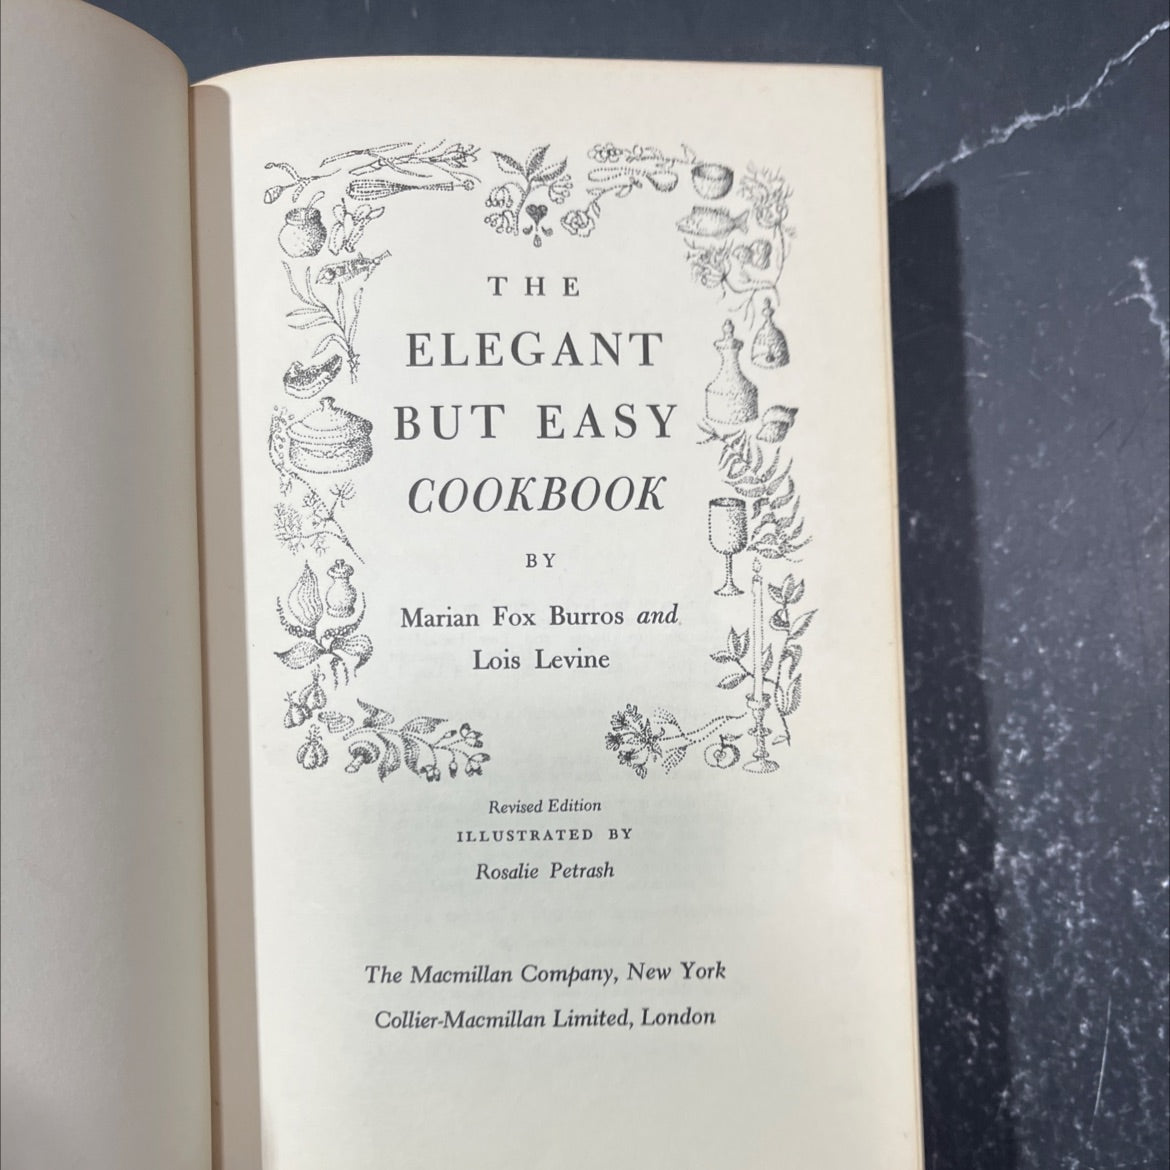 THE
ELEGANT
BUT EASY
COOKBOOK
BY
Marian Fox Burros and
Lois Levine
Revised Edition
ILLUSTRATED BY
Rosalie Petrash
The Macmillan Company, New York
Collier-Macmillan Limited, London